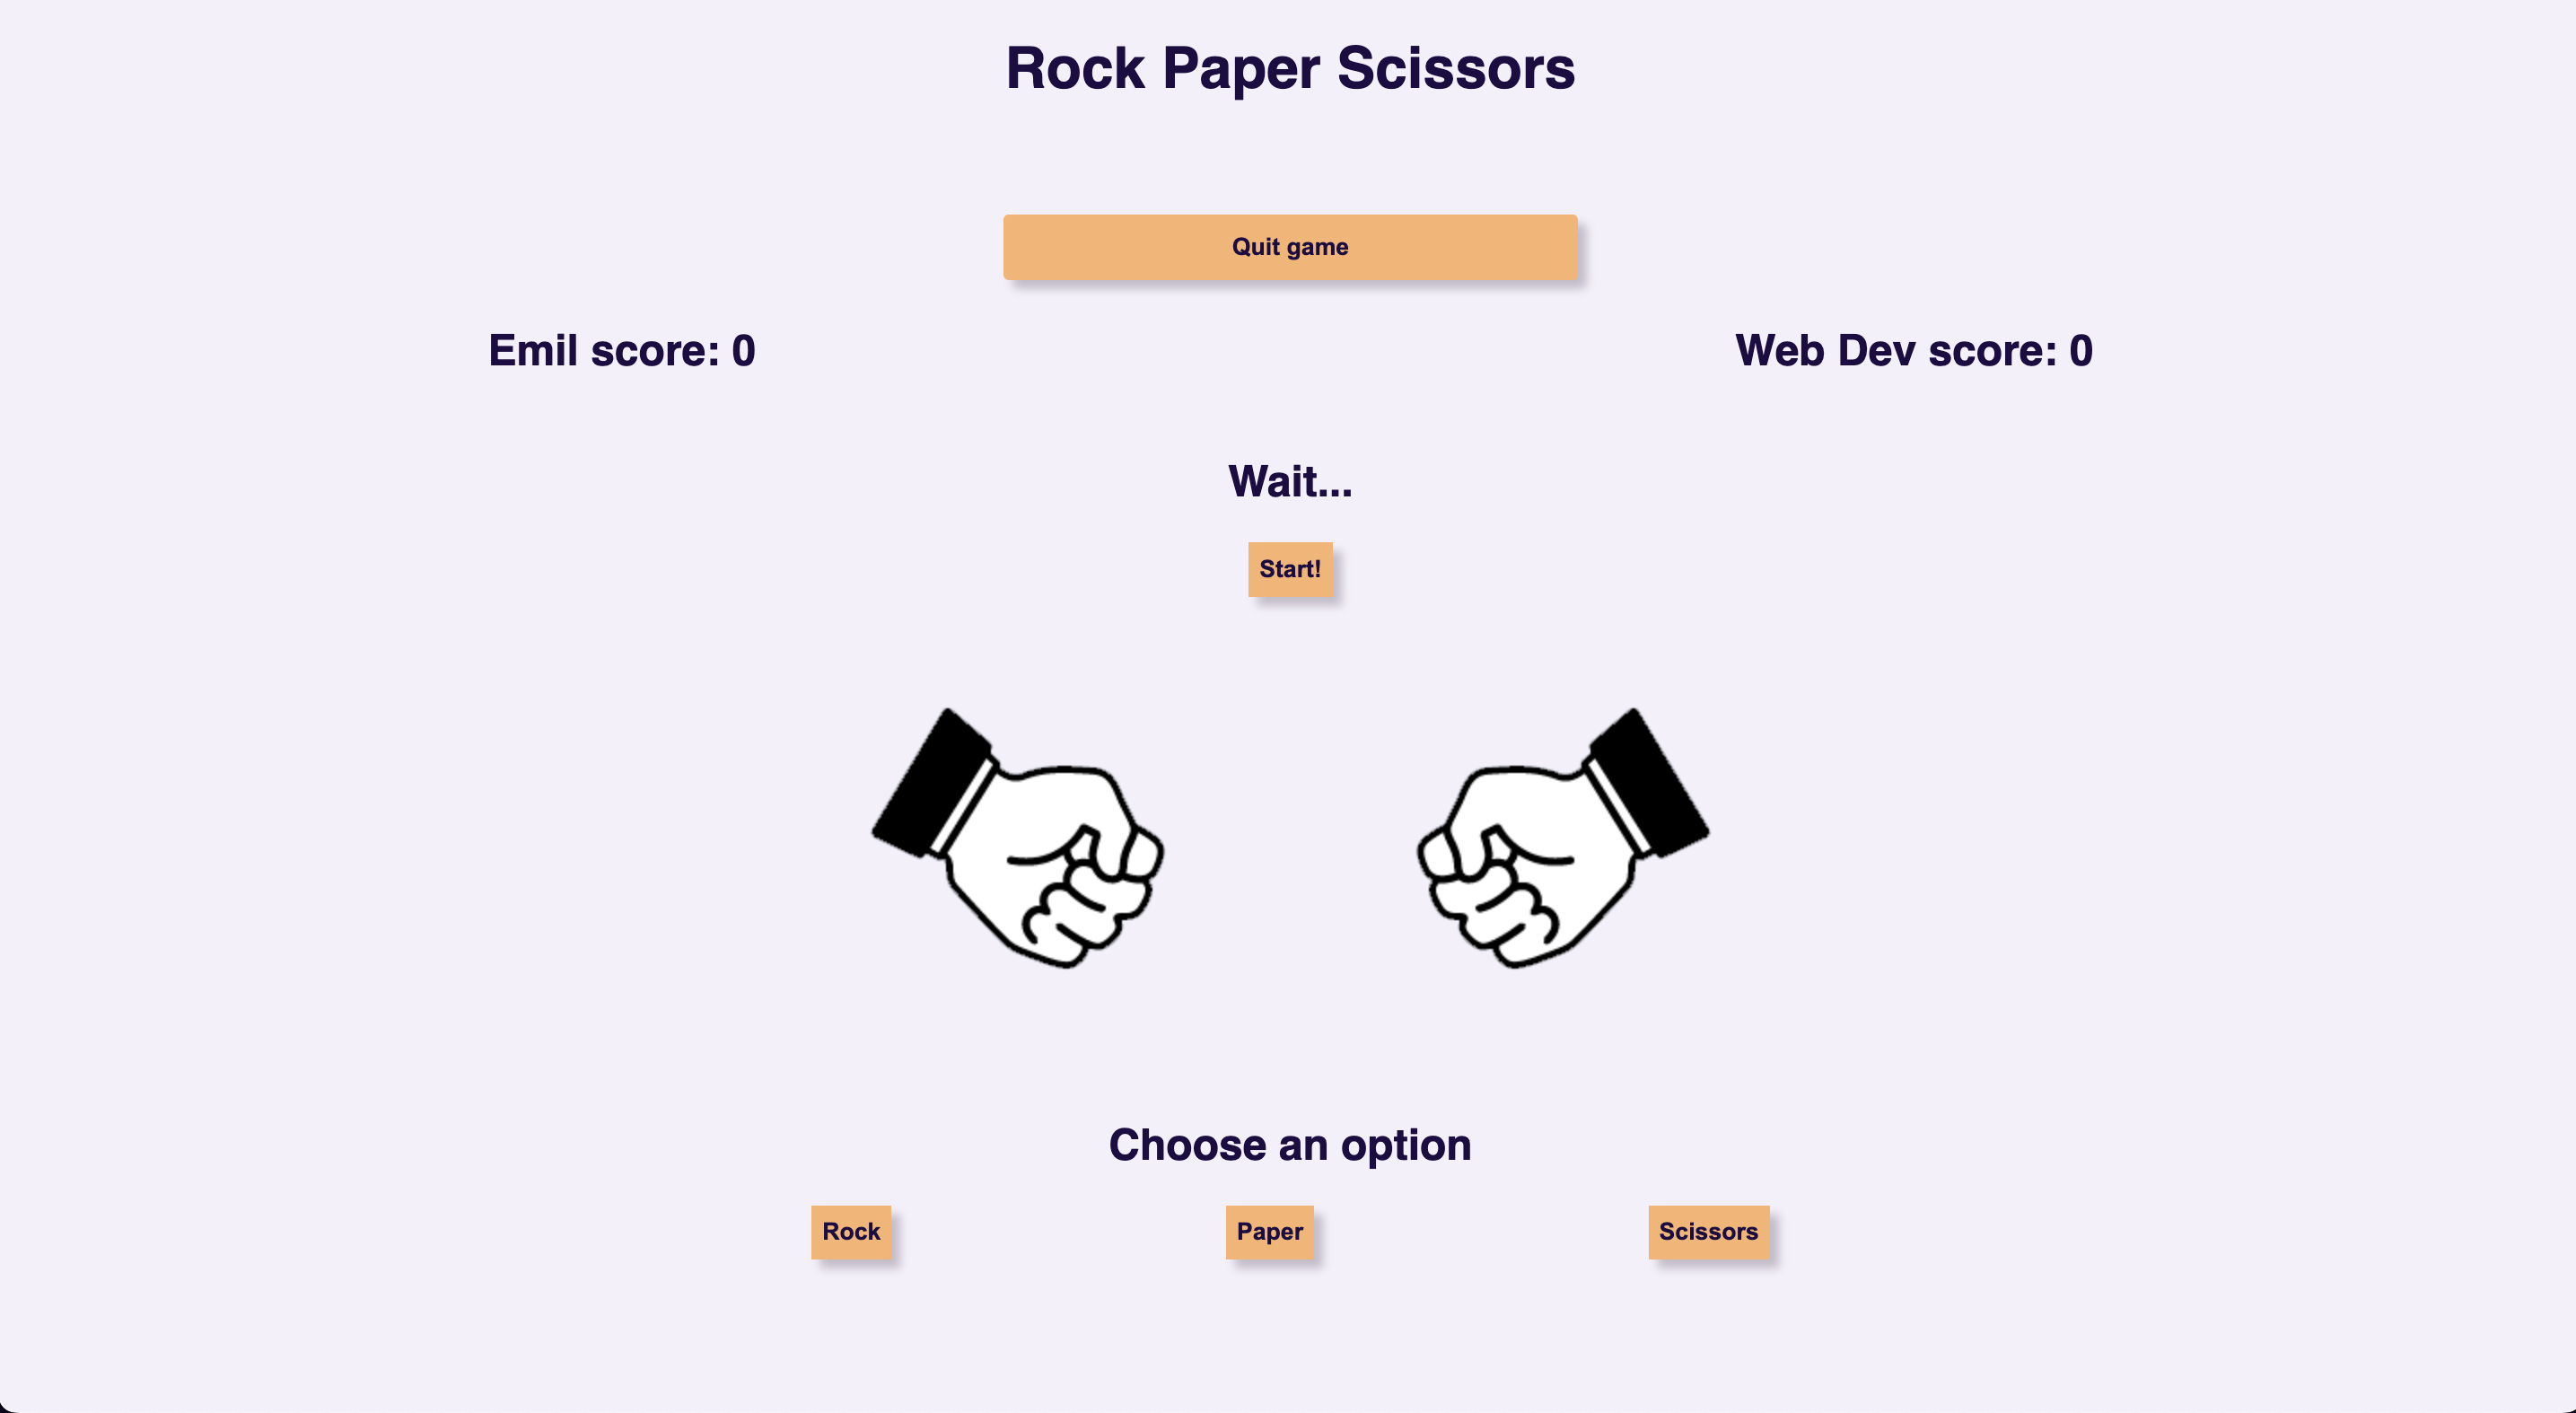 Rock Paper Scissors
Quit game
Emil score: 0
Web Dev score: 0
Wait...
Start!
Choose an option
Rock
Paper
Scissors